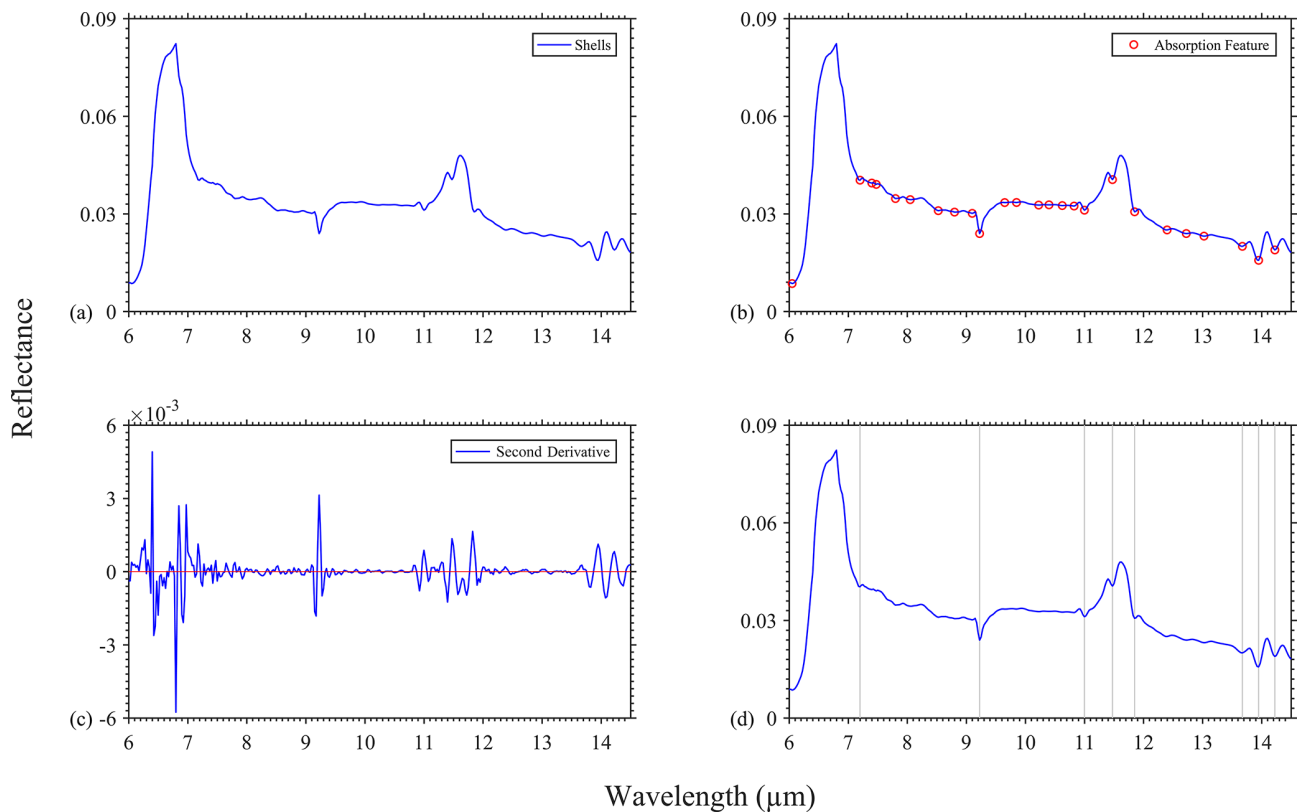 0.09
0.06
0.03
0
Shells
(a)
6 7 8 9 10 11 12 13 14
0.09
0.06
0.03
0
Absorption Feature
(b)
6 7 8 9 10 11 12 13 14
Reflectance
×10-3
6
3
0
-3
-6
Second Derivative
(c)
6 7 8 9 10 11 12 13 14
0.09
0.06
0.03
0
(d)
6 7 8 9 10 11 12 13 14
Wavelength (μm)